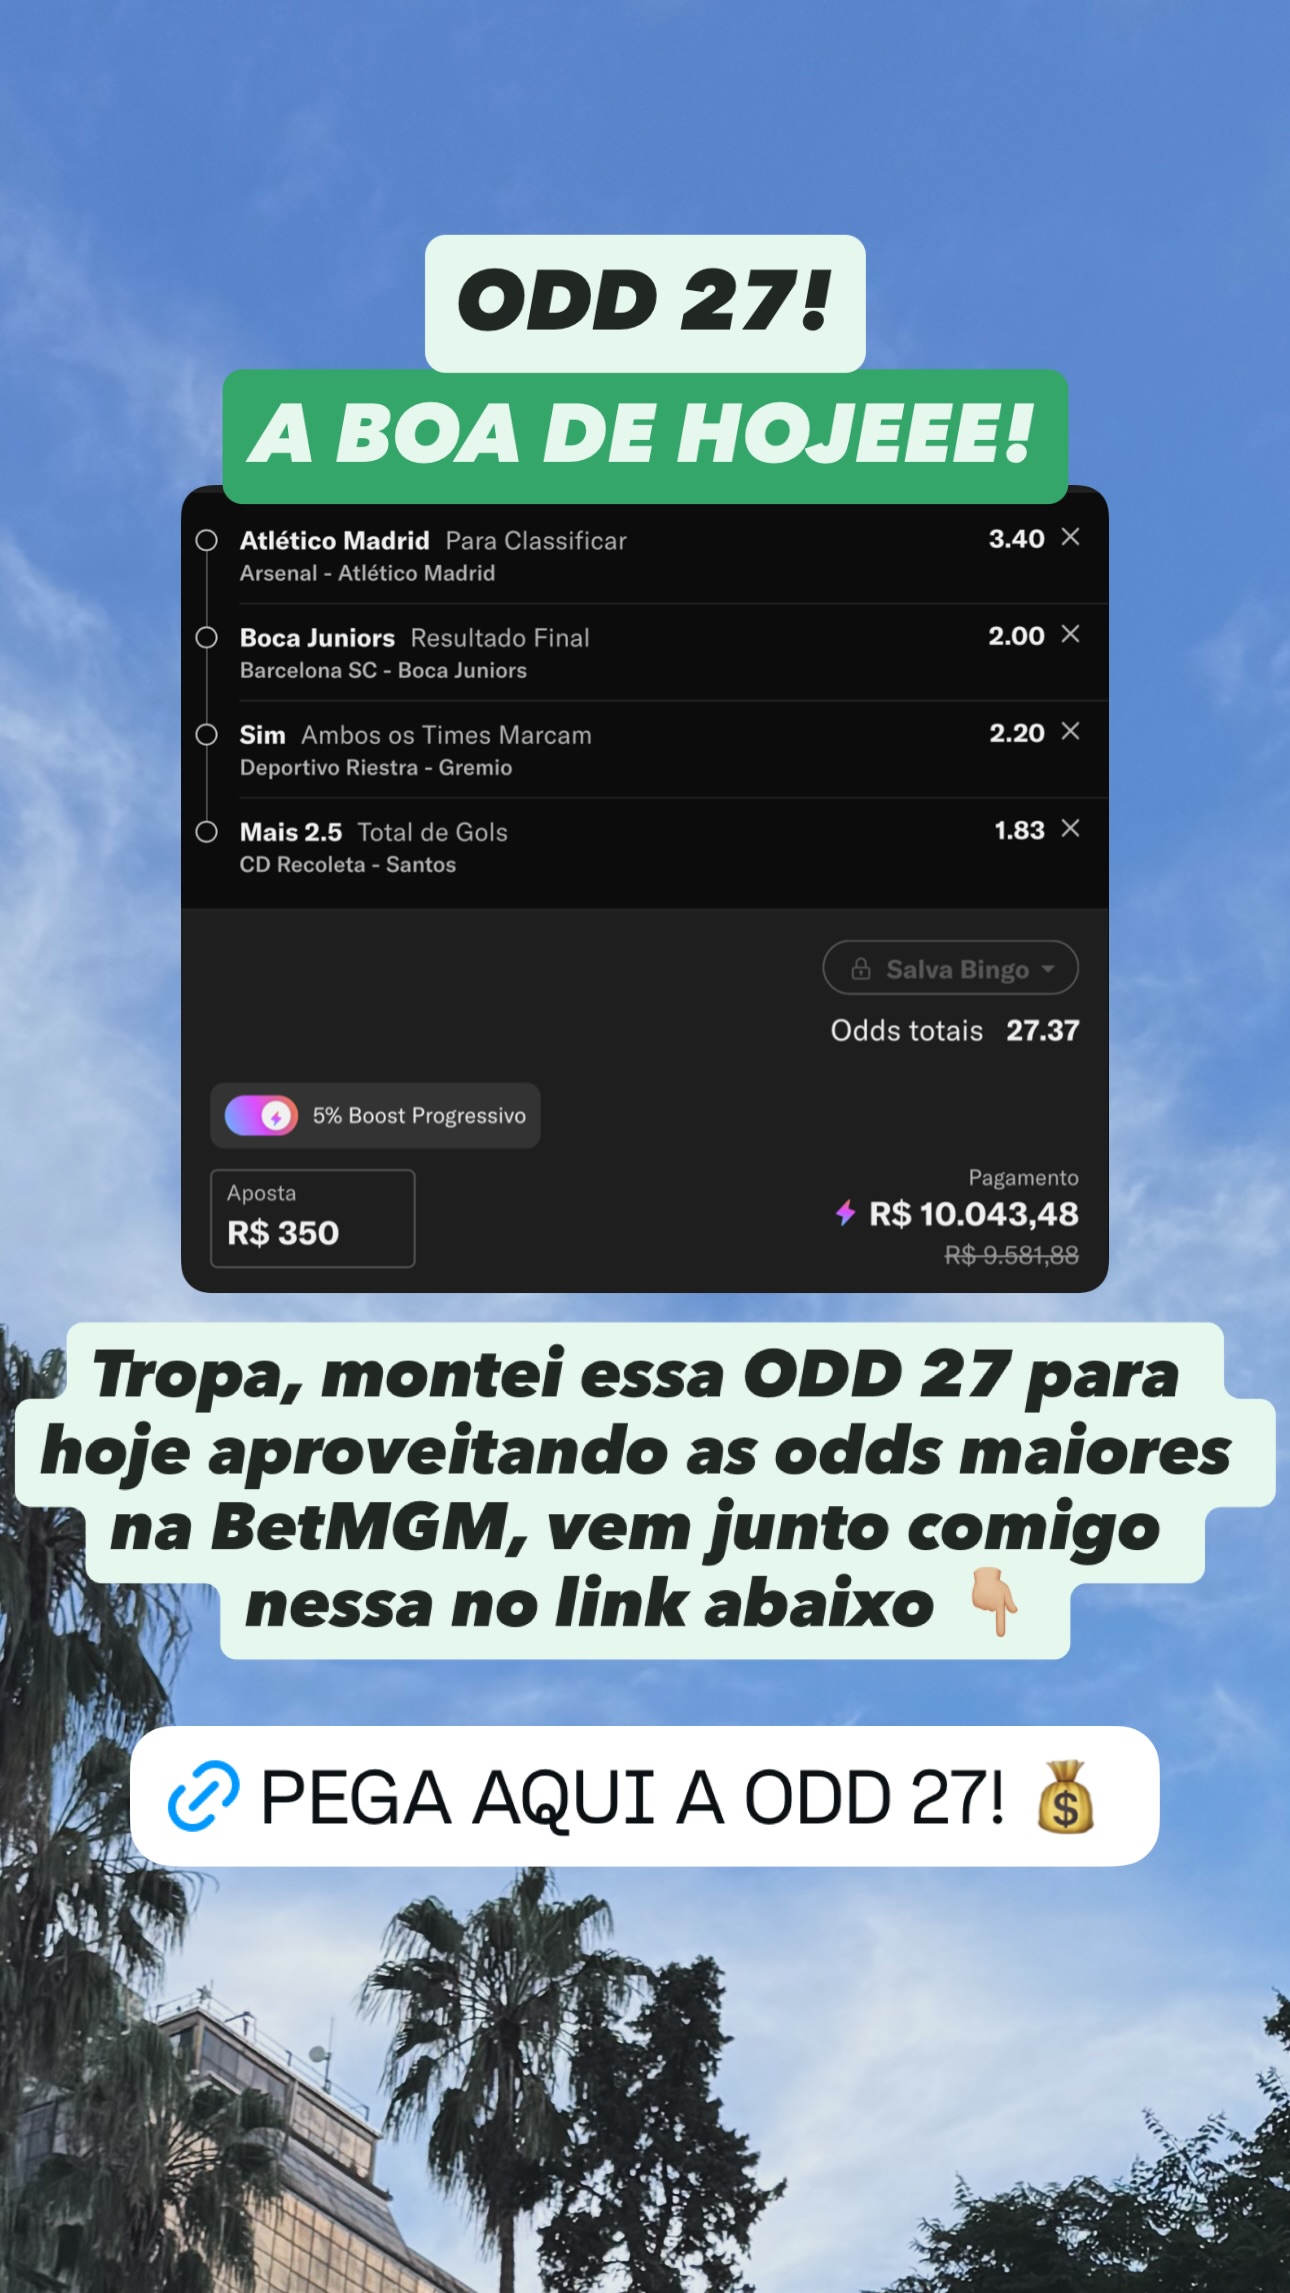 ODD 27!
A BOA DE HOJEEE!
Atlético Madrid Para Classificar 3.40
Arsenal - Atlético Madrid
Boca Juniors Resultado Final 2.00
Barcelona SC - Boca Juniors
Sim Ambos os Times Marcam 2.20
Deportivo Riestra - Gremio
Mais 2.5 Total de Gols 1.83
CD Recoleta - Santos
Salva Bingo
Odds totais 27.37
5% Boost Progressivo
Aposta
R$ 350
Pagamento
R$ 10.043,48
R$ 9.581,88
Tropa, montei essa ODD 27 para
hoje aproveitando as odds maiores
na BetMGM, vem junto comigo
nessa no link abaixo 👇🏼
PEGA AQUI A ODD 27! 💰